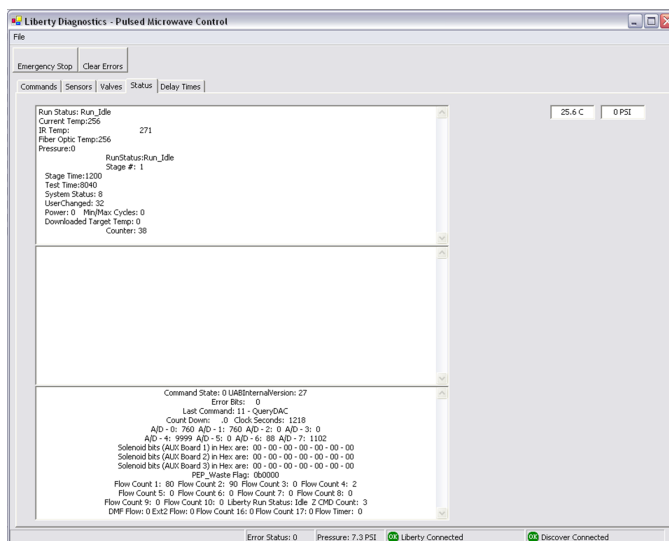 Liberty Diagnostics - Pulsed Microwave Control
File
Emergency Stop Clear Errors
Commands Sensors Valves Status Delay Times
25.6 C 0 PSI
Run Status: Run_Idle
Current Temp:256
IR Temp: 271
Fiber Optic Temp:256
Pressure:0
RunStatus:Run_Idle
Stage #: 1
Stage Time:1200
Test Time:8040
System Status: 8
UserChanged: 32
Power: 0 Min/Max Cycles: 0
Downloaded Target Temp: 0
Counter: 38
Command State: 0 UABInternalVersion: 27
Error Bits: 0
Last Command: 11 - QueryDAC
Count Down: .0 Clock Seconds: 1218
A/D - 0: 760 A/D - 1: 760 A/D - 2: 0 A/D - 3: 0
A/D - 4: 9999 A/D - 5: 0 A/D - 6: 88 A/D - 7: 1102
Solenoid bits (AUX Board 1) in Hex are: 00 - 00 - 00 - 00 - 00 - 00 - 00
Solenoid bits (AUX Board 2) in Hex are: 00 - 00 - 00 - 00 - 00 - 00 - 00
Solenoid bits (AUX Board 3) in Hex are: 00 - 00 - 00 - 00 - 00 - 00 - 00
PEP_Waste Flag: 0b0000
Flow Count 1: 80 Flow Count 2: 90 Flow Count 3: 0 Flow Count 4: 2
Flow Count 5: 0 Flow Count 6: 0 Flow Count 7: 0 Flow Count 8: 0
Flow Count 9: 0 Flow Count 10: 0 Liberty Run Status: Idle Z CMD Count: 3
DMF Flow: 0 Ext2 Flow: 0 Flow Count 16: 0 Flow Count 17: 0 Flow Timer: 0
Error Status: 0 Pressure: 7.3 PSI OK Liberty Connected OK Discover Connected